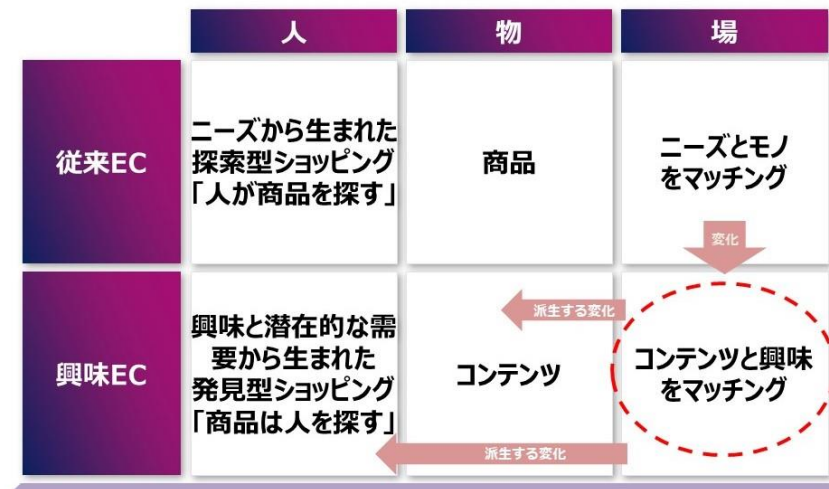 人
物
場
従来EC
ニーズから生まれた
探索型ショッピング
「人が商品を探す」
商品
ニーズとモノ
をマッチング
変化
興味EC
興味と潜在的な需
要から生まれた
発見型ショッピング
「商品は人を探す」
派生する変化
コンテンツ
コンテンツと興味
をマッチング
派生する変化